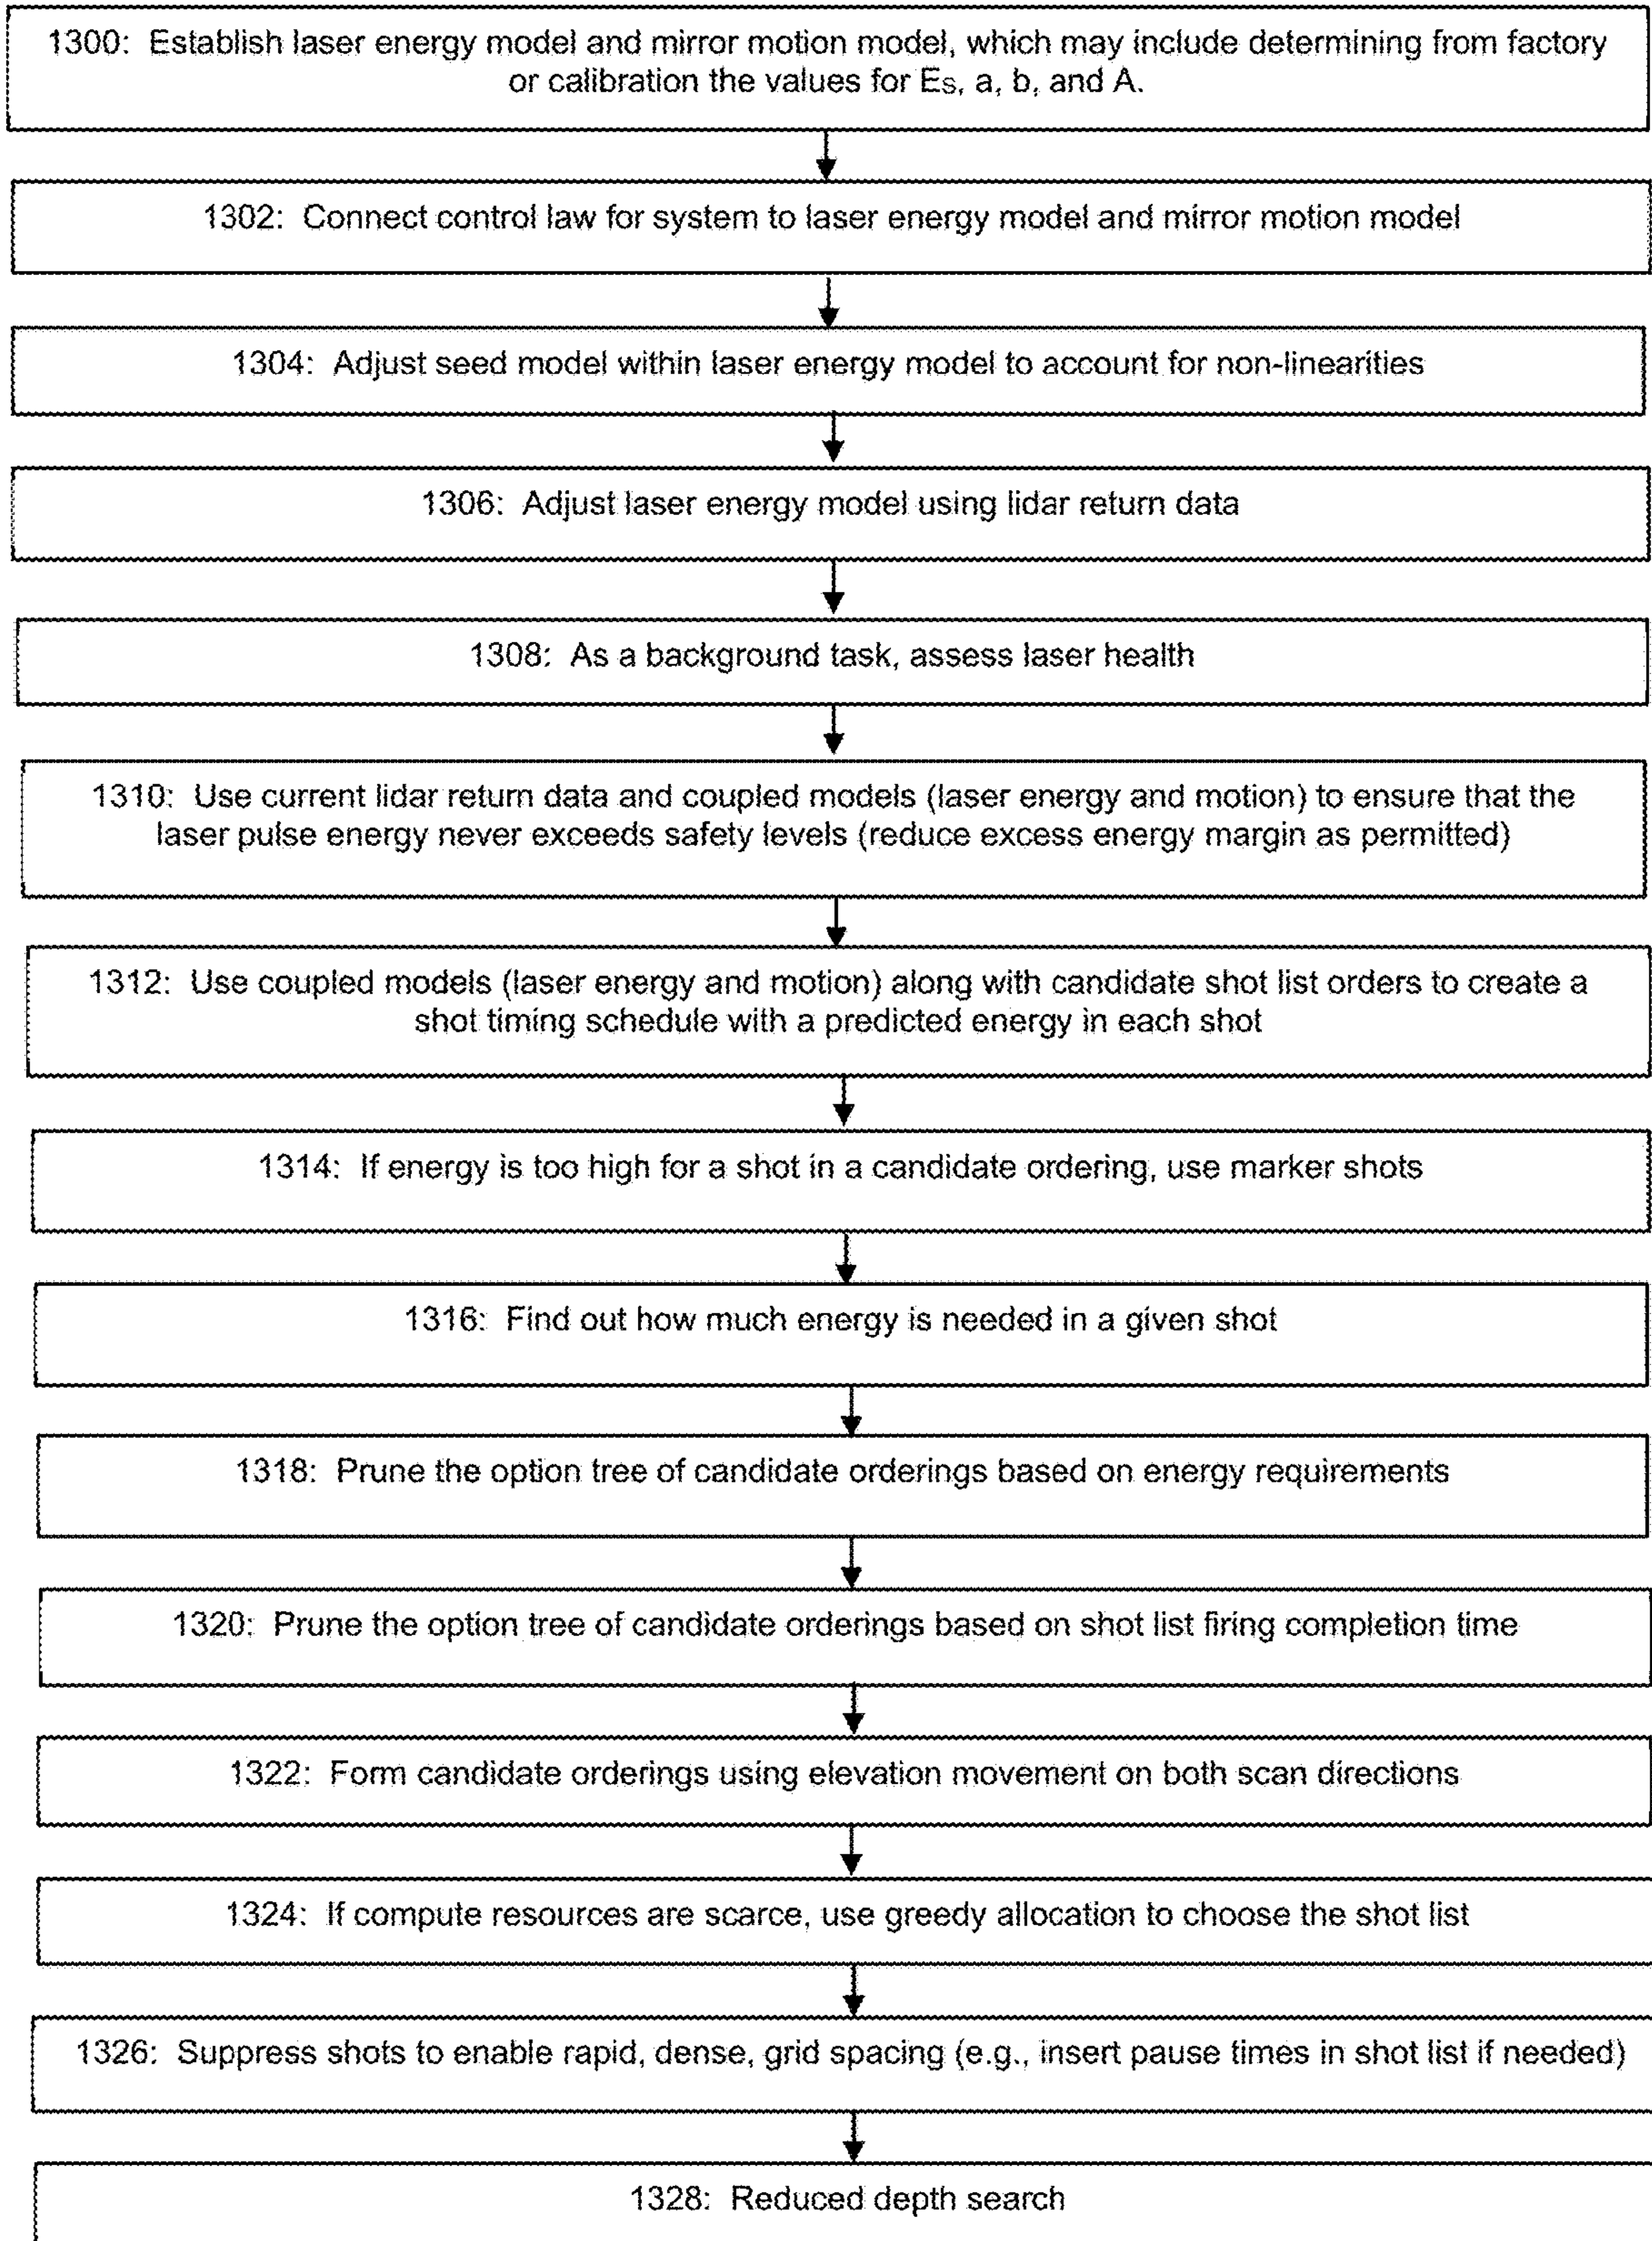 1300: Establish laser energy model and mirror motion model, which may include determining from factory
or calibration the values for Es, a, b, and A.
1302: Connect control law for system to laser energy model and mirror motion model
1304: Adjust seed model within laser energy model to account for non-linearities
1306: Adjust laser energy model using lidar return data
1308: As a background task, assess laser health
1310: Use current lidar return data and coupled models (laser energy and motion) to ensure that the
laser pulse energy never exceeds safety levels (reduce excess energy margin as permitted)
1312: Use coupled models (laser energy and motion) along with candidate shot list orders to create a
shot timing schedule with a predicted energy in each shot
1314: If energy is too high for a shot in a candidate ordering, use marker shots
1316: Find out how much energy is needed in a given shot
1318: Prune the option tree of candidate orderings based on energy requirements
1320: Prune the option tree of candidate orderings based on shot list firing completion time
1322: Form candidate orderings using elevation movement on both scan directions
1324: If compute resources are scarce, use greedy allocation to choose the shot list
1326: Suppress shots to enable rapid, dense, grid spacing (e.g., insert pause times in shot list if needed)
1328: Reduced depth search